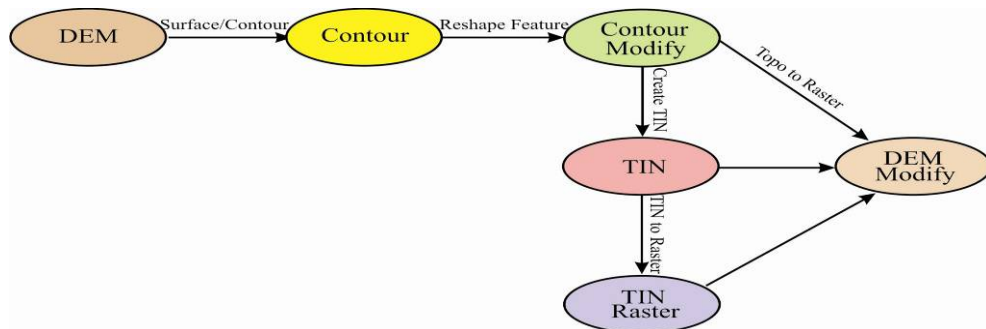 DEM
Surface/Contour
Contour
Reshape Feature
Contour
Modify
Topo to Raster
Create TIN
TIN
DEM
Modify
TIN to Raster
TIN
Raster